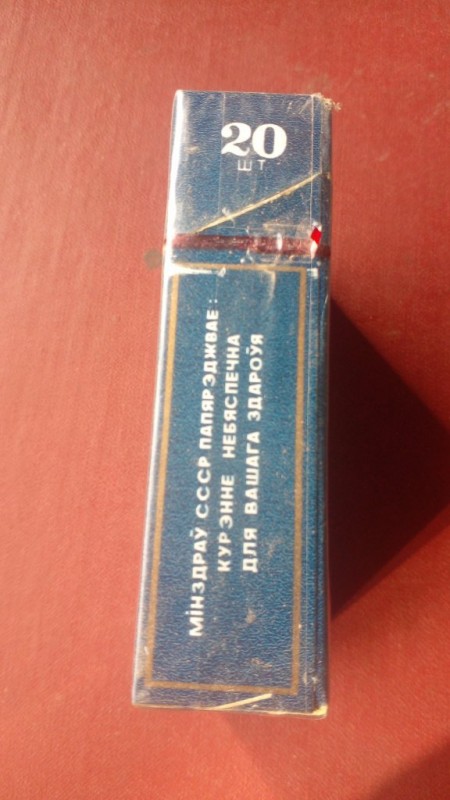 20
ШТ
МІНЗДРАЎ СССР ПАПЯРЭДЖВАЕ:
КУРЭННЕ НЕБЯСПЕЧНА
ДЛЯ ВАШАГА ЗДАРОЎЯ